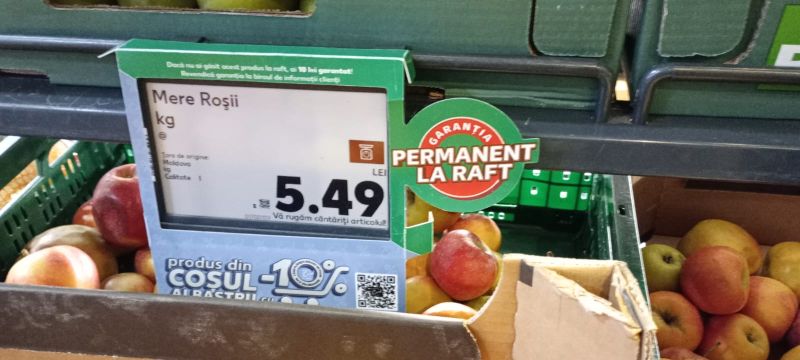 Dacă nu ai găsit acest produs la raft, ai 10 lei garantat!
Revendică garanția la biroul de informații clienți
Mere Roșii
kg
Țara de origine:
Moldova
kg
Calitate I
LEI
5.49
Vă rugăm cântăriți articolul!
GARANȚIA
PERMANENT
LA RAFT
produs din
COȘUL
ALBASTRU
-10%